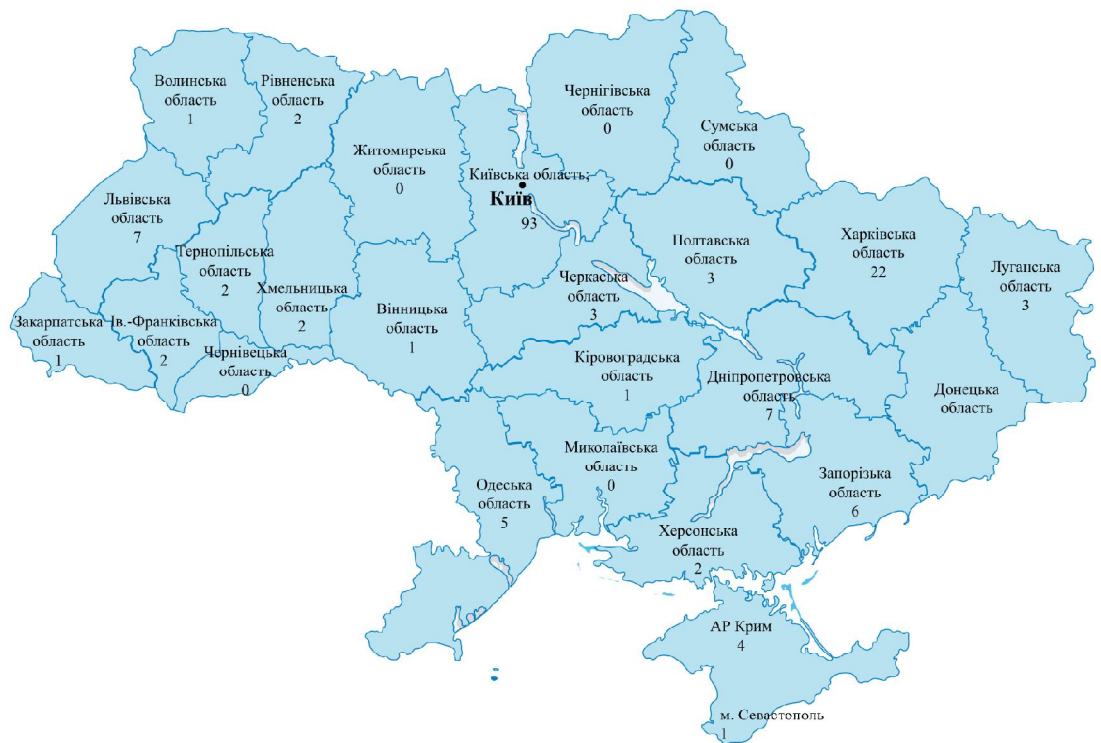 Волинська
область
1
Рівненська
область
2
Житомирська
область
0
Київська область;
Київ
93
Чернігівська
область
0
Сумська
область
0
Львівська
область
7
Тернопільська
область
2
Хмельницька
область
2
Вінницька
область
1
Черкаська
область
3
Полтавська
область
3
Харківська
область
22
Луганська
область
3
Закарпатська
область
1
Ів.-Франківська
область
2
Чернівецька
область
0
Кіровоградська
область
1
Дніпропетровська
область
7
Донецька
область
Одеська
область
5
Миколаївська
область
0
Запорізька
область
6
Херсонська
область
2
АР Крим
4
м. Севастополь
1